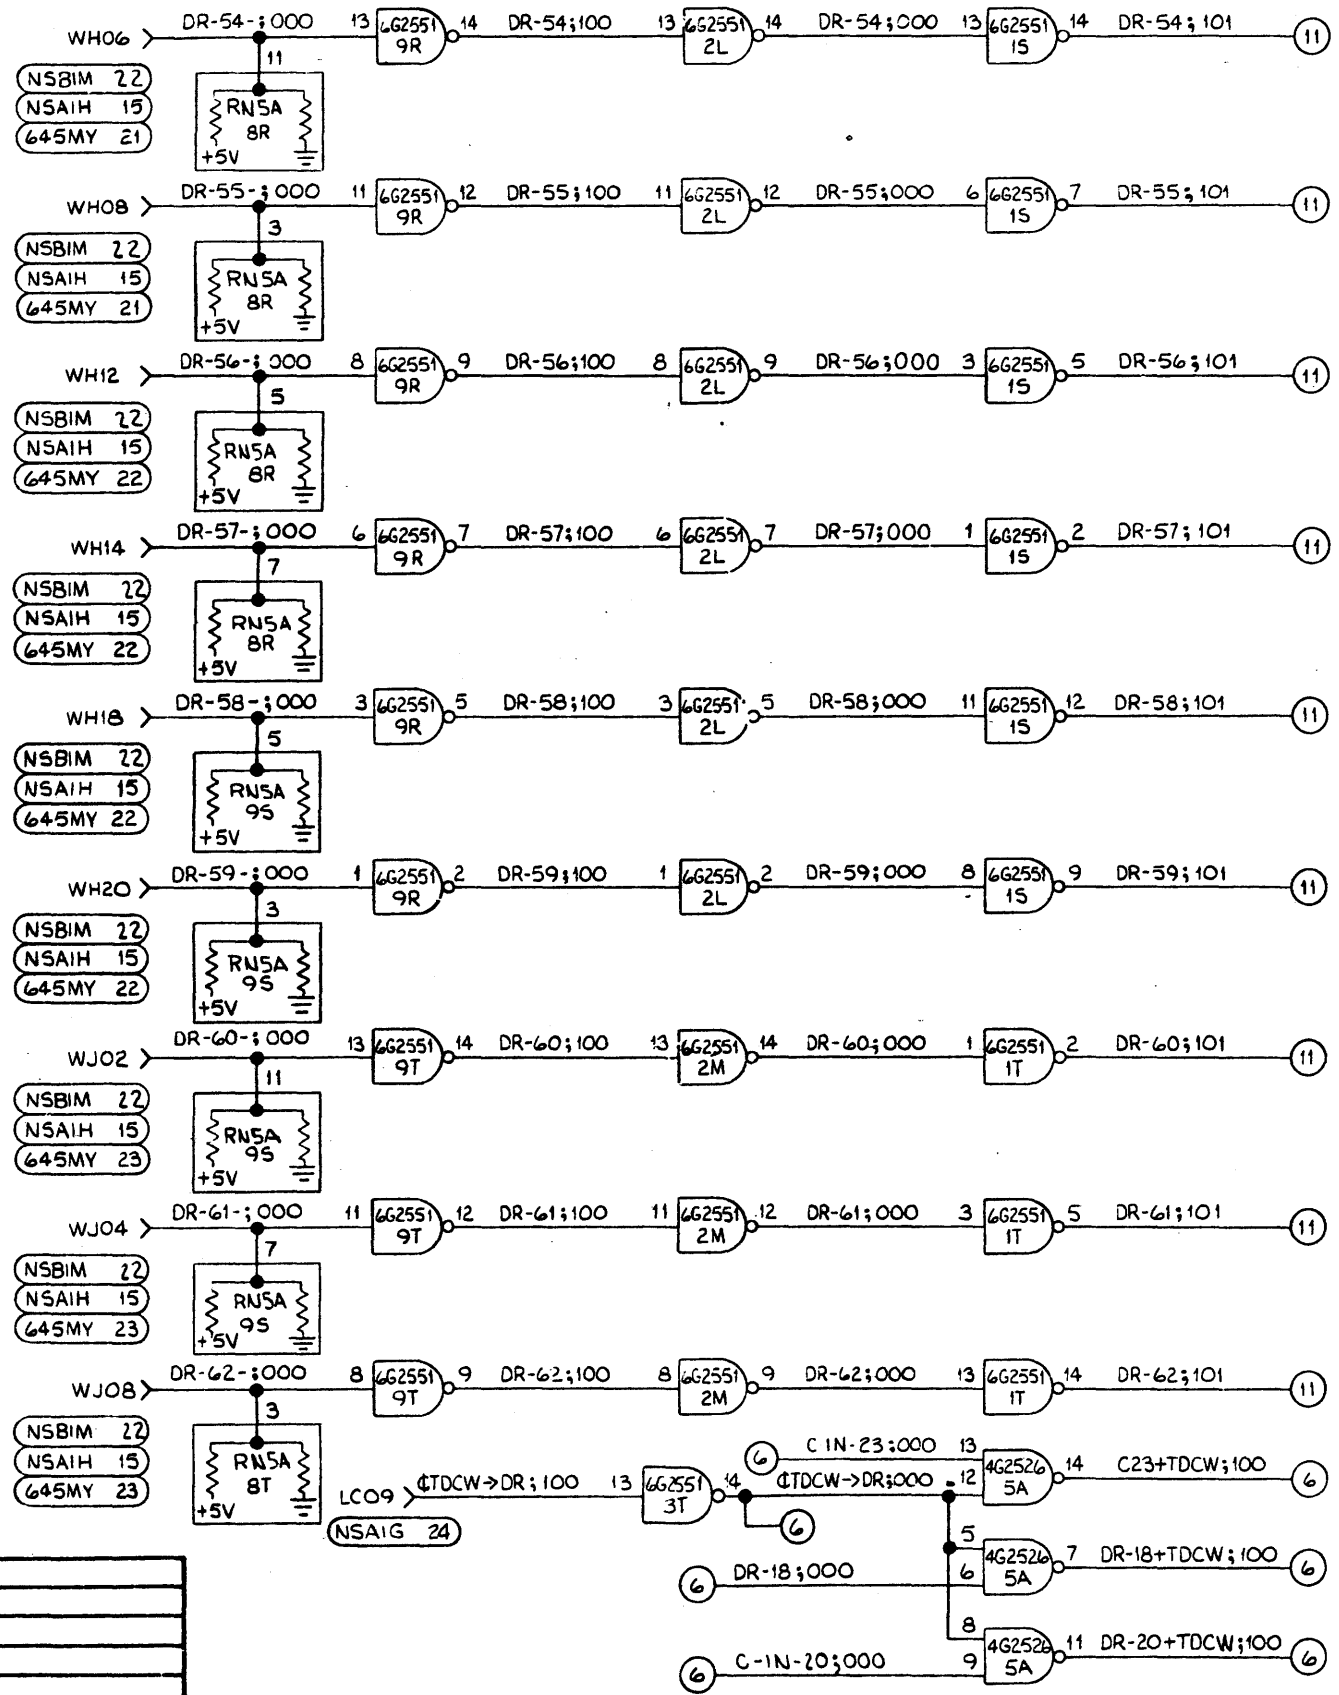 WH06 DR-54-;000 13 6G2551 9R 14 DR-54;100 13 6G2551 2L 14 DR-54;000 13 6G2551 1S 14 DR-54;101 11
11
NSBIM 22
NSAIH 15
645MY 21
RN5A
8R
+5V
WH08 DR-55-;000 11 6G2551 9R 12 DR-55;100 11 6G2551 2L 12 DR-55;000 6 6G2551 1S 7 DR-55;101 11
3
NSBIM 22
NSAIH 15
645MY 21
RN5A
8R
+5V
WH12 DR-56-;000 8 6G2551 9R 9 DR-56;100 8 6G2551 2L 9 DR-56;000 3 6G2551 1S 5 DR-56;101 11
5
NSBIM 22
NSAIH 15
645MY 22
RN5A
8R
+5V
WH14 DR-57-;000 6 6G2551 9R 7 DR-57;100 6 6G2551 2L 7 DR-57;000 1 6G2551 1S 2 DR-57;101 11
7
NSBIM 22
NSAIH 15
645MY 22
RN5A
8R
+5V
WH18 DR-58-;000 3 6G2551 9R 5 DR-58;100 3 6G2551 2L 5 DR-58;000 11 6G2551 1S 12 DR-58;101 11
5
NSBIM 22
NSAIH 15
645MY 22
RN5A
9S
+5V
WH20 DR-59-;000 1 6G2551 9R 2 DR-59;100 1 6G2551 2L 2 DR-59;000 8 6G2551 1S 9 DR-59;101 11
3
NSBIM 22
NSAIH 15
645MY 22
RN5A
9S
+5V
WJ02 DR-60-;000 13 6G2551 9T 14 DR-60;100 13 6G2551 2M 14 DR-60;000 1 6G2551 1T 2 DR-60;101 11
11
NSBIM 22
NSAIH 15
645MY 23
RN5A
9S
+5V
WJ04 DR-61-;000 11 6G2551 9T 12 DR-61;100 11 6G2551 2M 12 DR-61;000 3 6G2551 1T 5 DR-61;101 11
7
NSBIM 22
NSAIH 15
645MY 23
RN5A
9S
+5V
WJ08 DR-62-;000 8 6G2551 9T 9 DR-62;100 8 6G2551 2M 9 DR-62;000 13 6G2551 1T 14 DR-62;101 11
3
NSBIM 22
NSAIH 15
645MY 23
RN5A
8T
+5V
6 C IN-23;000 13 4G2526 5A 14 C23+TDCW;100 6
LC09 ¢TDCW→DR;100 13 6G2551 3T 14 ¢TDCW→DR;000 12
NSAIG 24
6
5
6 DR-18;000 6 4G2526 5A 7 DR-18+TDCW;100 6
8
6 C-IN-20;000 9 4G2526 5A 11 DR-20+TDCW;100 6